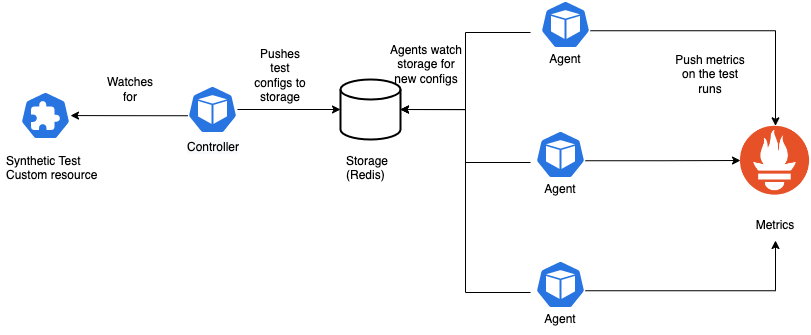 Agent
Pushes
test
configs to
storage
Agents watch
storage for
new configs
Push metrics
on the test
runs
Watches
for
Controller
Synthetic Test
Custom resource
Storage
(Redis)
Agent
Metrics
Agent